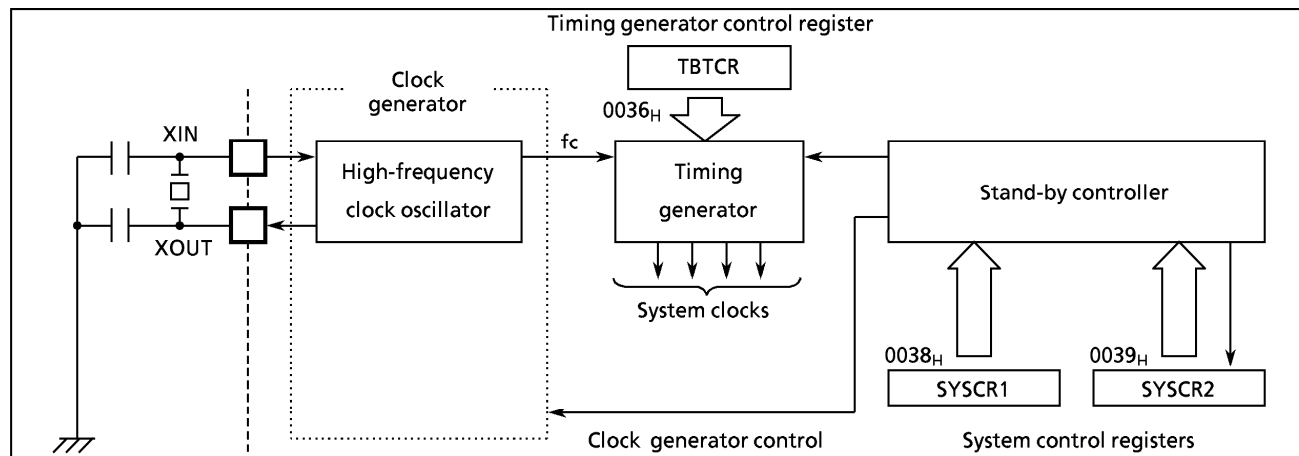 Timing generator control register
TBTCR
Clock
generator
0036H
XIN
fc
High-frequency
clock oscillator
Timing
generator
Stand-by controller
XOUT
System clocks
0038H
0039H
SYSCR1
SYSCR2
Clock generator control
System control registers